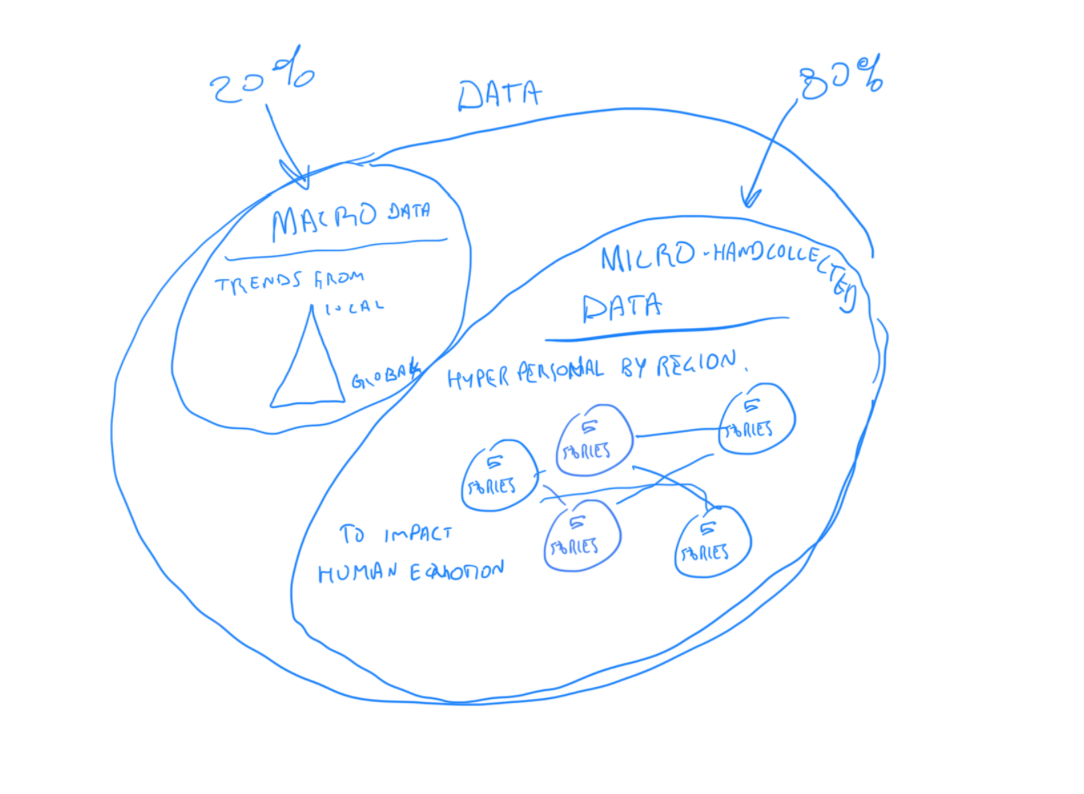 20%
DATA
80%
MACRO DATA
TRENDS FROM
LOCAL
GLOBAL
MICRO-HANDCOLLECTED
DATA
HYPER PERSONAL BY REGION.
5
STORIES
5
STORIES
5
STORIES
5
STORIES
5
STORIES
TO IMPACT
HUMAN EQUATION